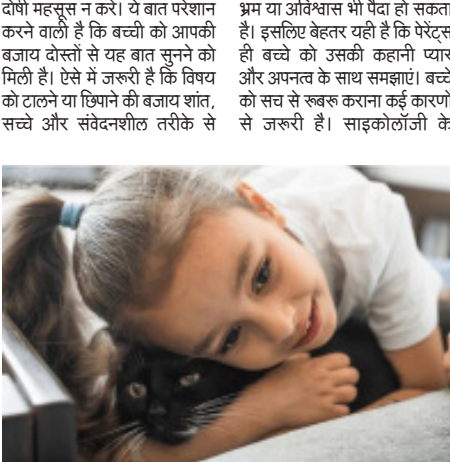 दोषी महसूस न करे। ये बात परेशान
करने वाली है कि बच्ची को आपकी
बजाय दोस्तों से यह बात सुनने को
मिली है। ऐसे में जरूरी है कि विषय
को टालने या छिपाने की बजाय शांत,
सच्चे और संवेदनशील तरीके से
भ्रम या अविश्वास भी पैदा हो सकता
है। इसलिए बेहतर यही है कि पेरेंट्स
ही बच्चे को उसकी कहानी प्यार
और अपनत्व के साथ समझाएं। बच्चे
को सच से रूबरू कराना कई कारणों
से जरूरी है। साइकोलॉजी के